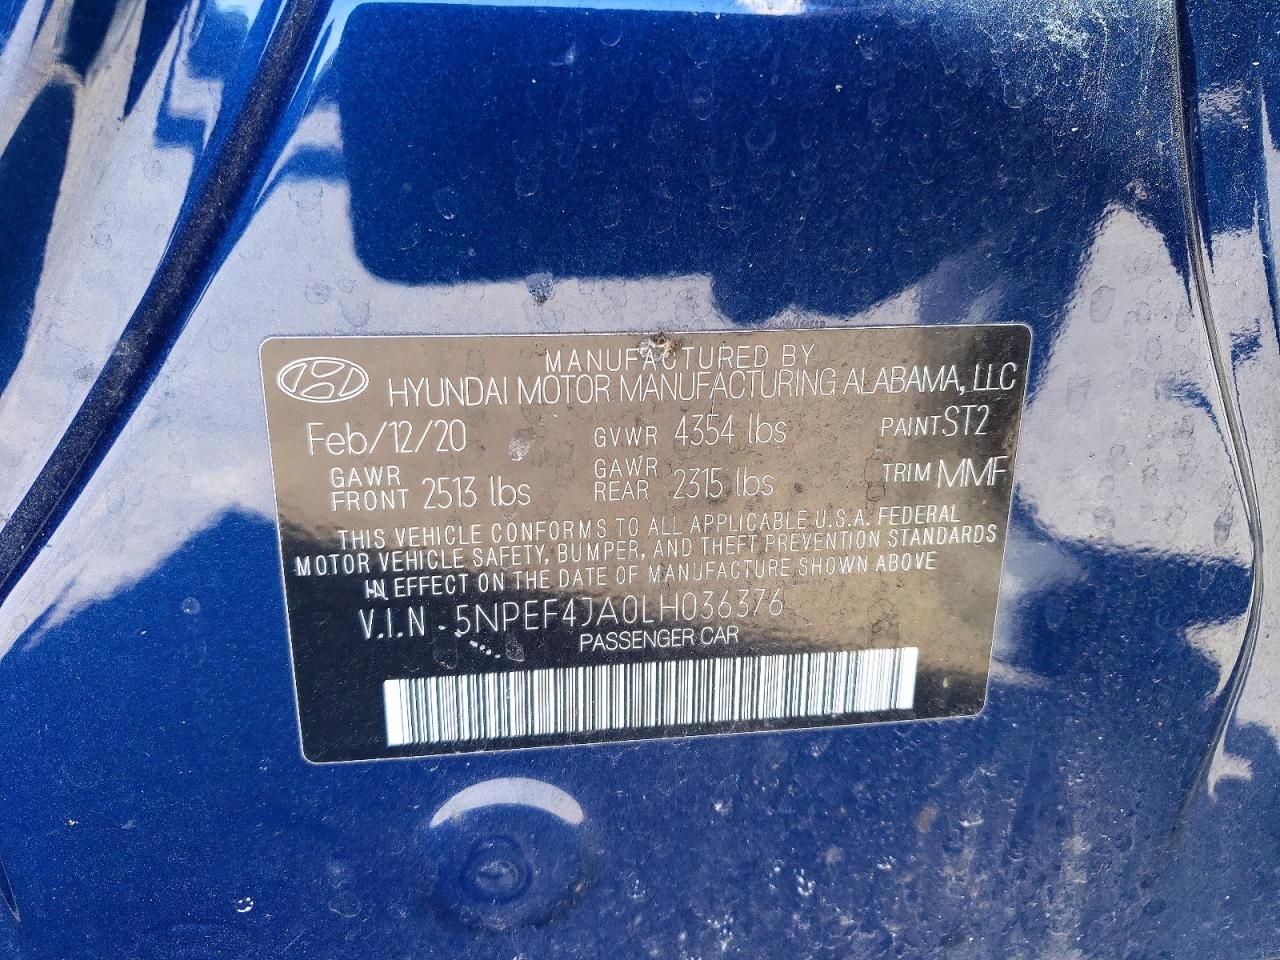 MANUFACTURED BY
HYUNDAI MOTOR MANUFACTURING ALABAMA, LLC
Feb/12/20 GVWR 4354 lbs PAINT ST2
GAWR FRONT 2513 lbs GAWR REAR 2315 lbs TRIM MMF
THIS VEHICLE CONFORMS TO ALL APPLICABLE U.S.A. FEDERAL
MOTOR VEHICLE SAFETY, BUMPER, AND THEFT PREVENTION STANDARDS
IN EFFECT ON THE DATE OF MANUFACTURE SHOWN ABOVE
V.I.N - 5NPEF4JA0LH036376
PASSENGER CAR